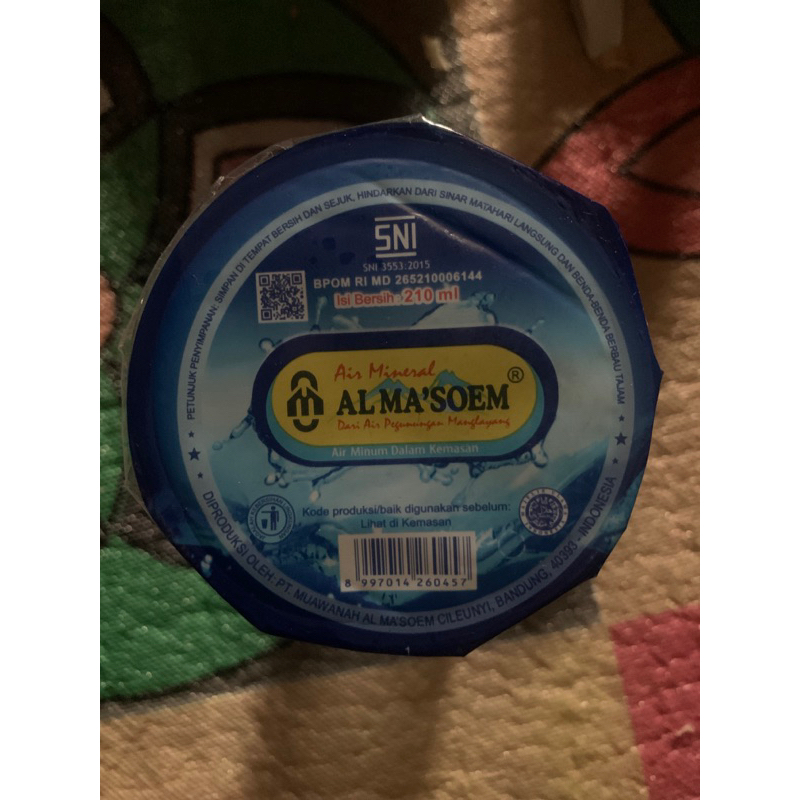 PETUNJUK PENYIMPANAN: SIMPAN DI TEMPAT BERSIH DAN SEJUK, HINDARKAN DARI SINAR MATAHARI LANGSUNG DAN BENDA-BENDA BERBAU TAJAM
SNI
SNI 3553:2015
BPOM RI MD 265210006144
Isi Bersih : 210 ml
Air Mineral
AL MA'SOEM ®
Dari Air Pegunungan Manglayang
Air Minum Dalam Kemasan
Kode produksi/baik digunakan sebelum:
Lihat di Kemasan
8 997014 260457
DIPRODUKSI OLEH: PT. MUAWANAH AL MA'SOEM CILEUNYI, BANDUNG, 40393 - INDONESIA